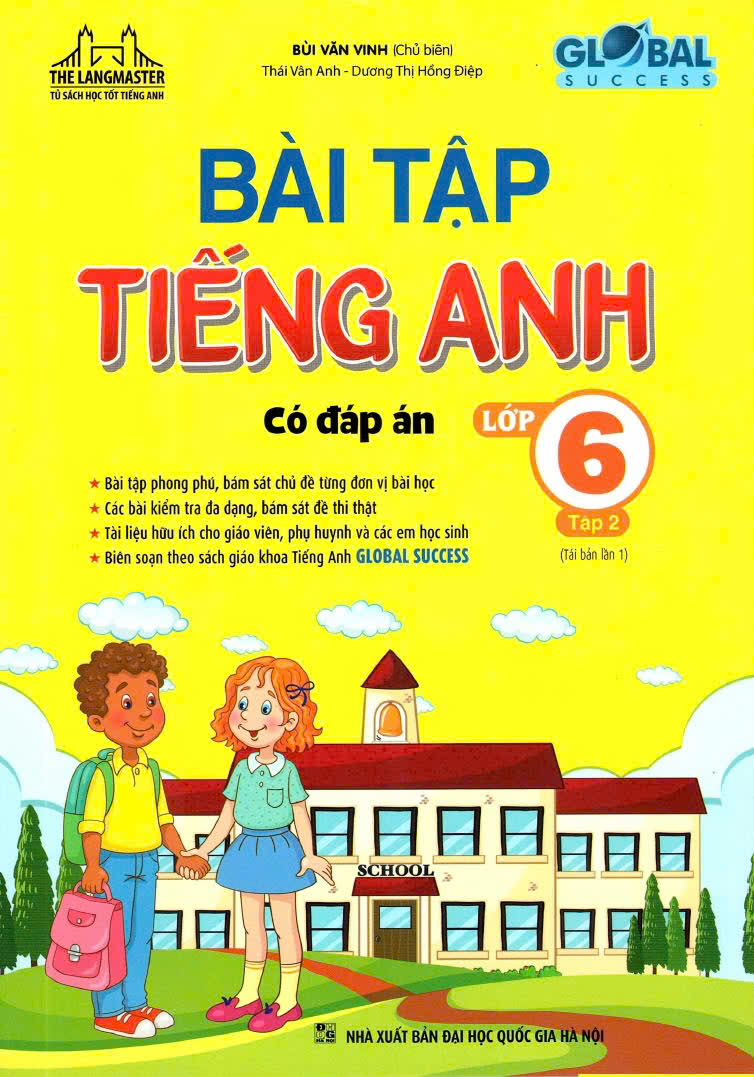 THE LANGMASTER
TỦ SÁCH HỌC TỐT TIẾNG ANH
BÙI VĂN VINH (Chủ biên)
Thái Vân Anh - Dương Thị Hồng Điệp
GLOBAL
SUCCESS
BÀI TẬP
TIẾNG ANH
Có đáp án
LỚP 6
Tập 2
(Tái bản lần 1)
★ Bài tập phong phú, bám sát chủ đề từng đơn vị bài học
★ Các bài kiểm tra đa dạng, bám sát đề thi thật
★ Tài liệu hữu ích cho giáo viên, phụ huynh và các em học sinh
★ Biên soạn theo sách giáo khoa Tiếng Anh GLOBAL SUCCESS
SCHOOL
NHÀ XUẤT BẢN ĐẠI HỌC QUỐC GIA HÀ NỘI